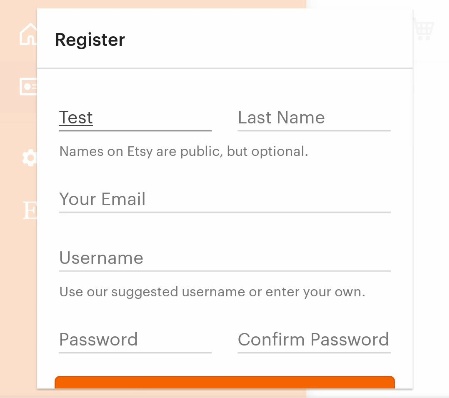 Register
Test Last Name
Names on Etsy are public, but optional.
Your Email
Username
Use our suggested username or enter your own.
Password Confirm Password
E